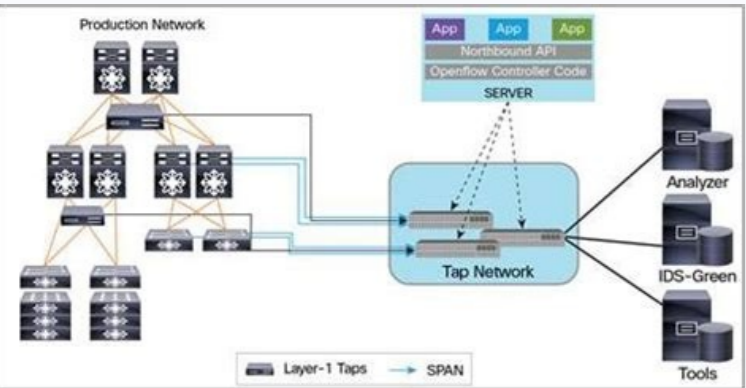 Production Network
App App App
Northbound API
Openflow Controller Code
SERVER
Analyzer
IDS-Green
Tap Network
Tools
Layer-1 Taps SPAN